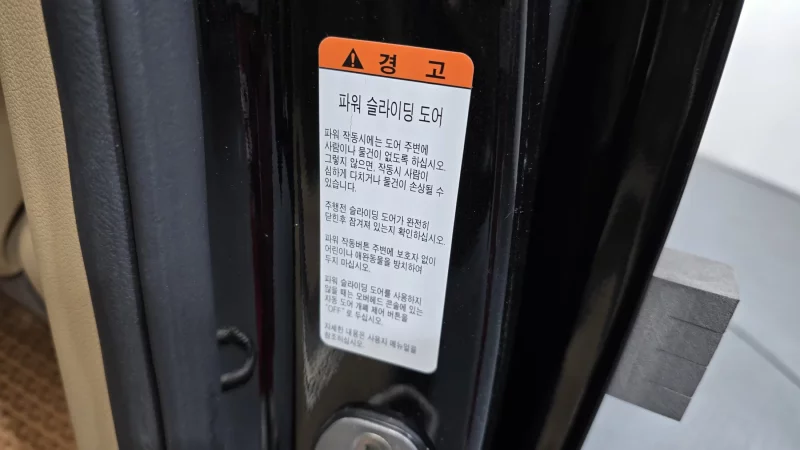 경 고
파워 슬라이딩 도어
파워 작동시에는 도어 주변에
사람이나 물건이 없도록 하십시오.
그렇지 않으면, 작동시 사람이
심하게 디치거나 물건이 손상될 수
있습니다.
주행전 슬라이딩 도어가 완전히
닫힌후 잠겨져 있는지 확인하십시오.
파워 작동버튼 주변에 보호자 없이
어린이나 애완동물을 방치하여
두지 마십시오.
파워 슬라이딩 도어를 사용하지
않을 때는 오버헤드 콘솔에 있는
자동 도어 개폐 제어 버튼을
"OFF"로 두십시오.
자세한 내용은 사용자 메뉴얼을
참조하십시오.